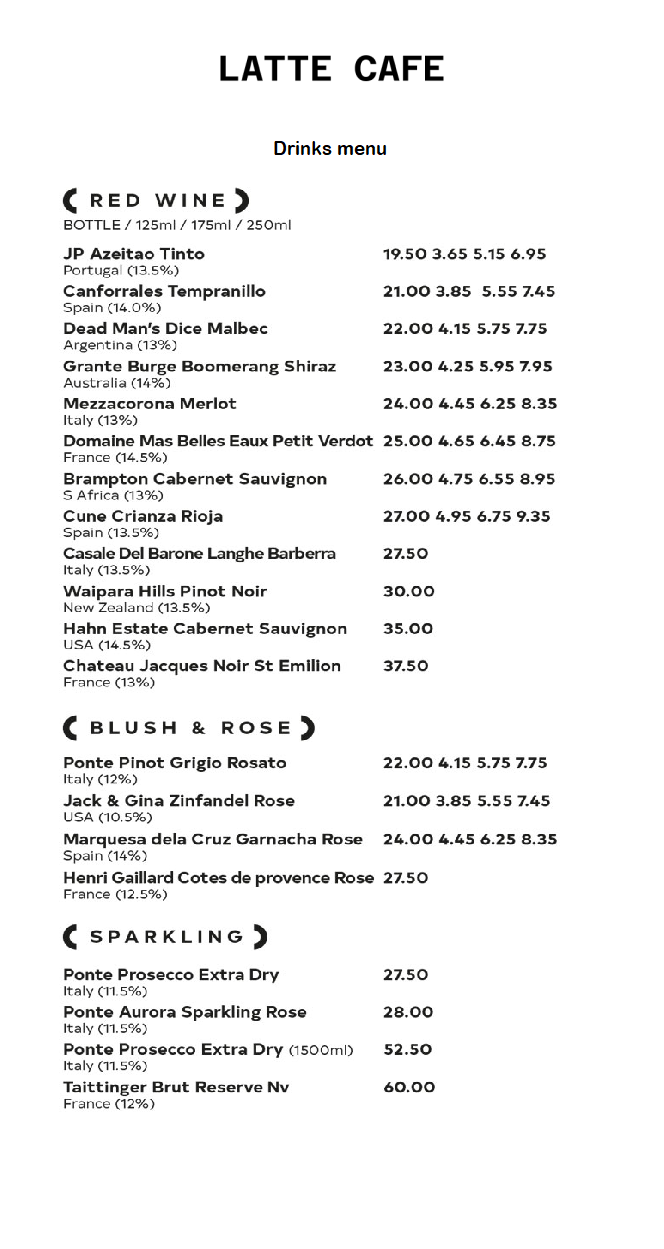 LATTE CAFE
Drinks menu
RED WINE
BOTTLE / 125ml / 175ml / 250ml
JP Azeitao Tinto 19.50 3.65 5.15 6.95
Portugal (13.5%)
Canforrales Tempranillo 21.00 3.85 5.55 7.45
Spain (14.0%)
Dead Man's Dice Malbec 22.00 4.15 5.75 7.75
Argentina (13%)
Grante Burge Boomerang Shiraz 23.00 4.25 5.95 7.95
Australia (14%)
Mezzacorona Merlot 24.00 4.45 6.25 8.35
Italy (13%)
Domaine Mas Belles Eaux Petit Verdot 25.00 4.65 6.45 8.75
France (14.5%)
Brampton Cabernet Sauvignon 26.00 4.75 6.55 8.95
S Africa (13%)
Cune Crianza Rioja 27.00 4.95 6.75 9.35
Spain (13.5%)
Casale Del Barone Langhe Barberra 27.50
Italy (13.5%)
Waipara Hills Pinot Noir 30.00
New Zealand (13.5%)
Hahn Estate Cabernet Sauvignon 35.00
USA (14.5%)
Chateau Jacques Noir St Emilion 37.50
France (13%)
BLUSH & ROSE
Ponte Pinot Grigio Rosato 22.00 4.15 5.75 7.75
Italy (12%)
Jack & Gina Zinfandel Rose 21.00 3.85 5.55 7.45
USA (10.5%)
Marquesa dela Cruz Garnacha Rose 24.00 4.45 6.25 8.35
Spain (14%)
Henri Gaillard Cotes de provence Rose 27.50
France (12.5%)
SPARKLING
Ponte Prosecco Extra Dry 27.50
Italy (11.5%)
Ponte Aurora Sparkling Rose 28.00
Italy (11.5%)
Ponte Prosecco Extra Dry (1500ml) 52.50
Italy (11.5%)
Taittinger Brut Reserve Nv 60.00
France (12%)